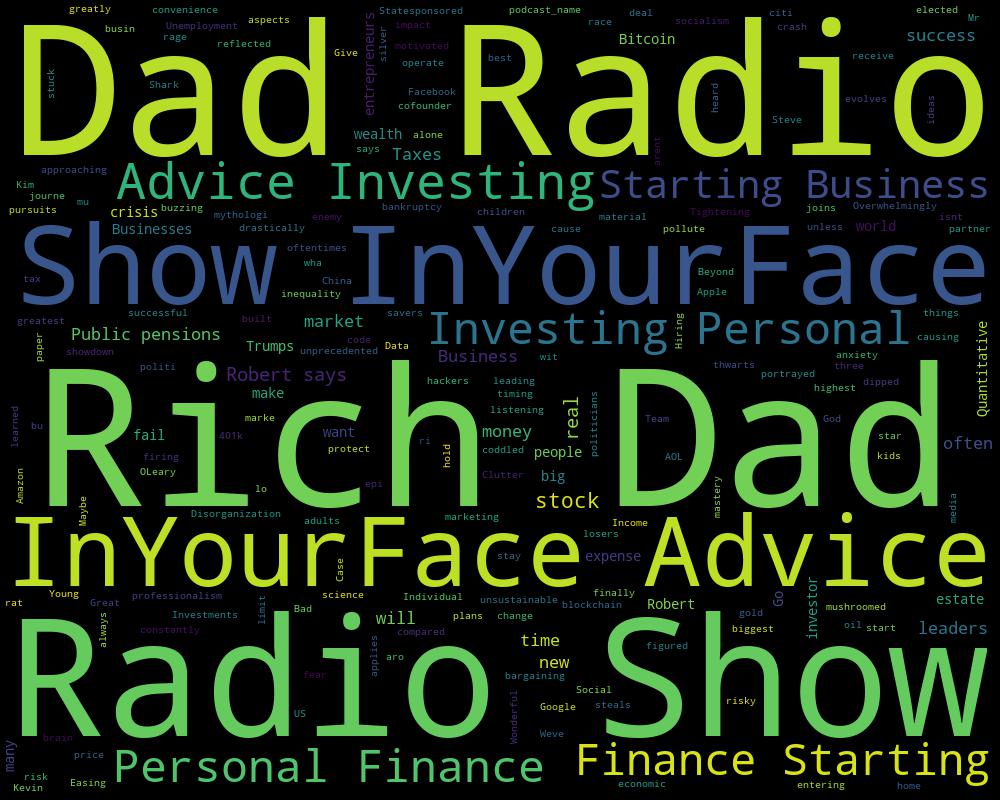 greatly convenience Statesponsored podcast_name race deal socialism citi elected Mr
busin Unemployment aspects impact crash
rage reflected Give silver motivated Bitcoin success
Dad Radio
stuck Shark entrepreneurs operate best Facebook cofounder heard evolves receive ideas
wealth alone Steve
says Taxes
approaching Advice Investing Starting Business
Kim journe mu
pursuits crisis buzzing mythologi enemy bankruptcy children material Tightening joins Overwhelmingly isnt
Businesses drastically cause pollute unless world partner
Show InYourFace
oftentimes wha China Beyond
tax inequality Apple
greatest successful built market savers Investing Personal Hiring things
paper Public pensions Trumps code unprecedented Data causing Quantitative
showdown Business wit anxiety
politi Robert says thwarts three portrayed
Rich Dad
make hackers leading timing highest dipped
learned bu marke listening real politicians Team God
fail 401k want ri money star often
firing protect hold coddled people AOL kids
OLeary epi Clutter big
Amazon lo stock mastery media
Maybe Disorganization adults marketing Income
InYourFace Advice
losers
Case stay expense
Young science Individual finally Go
rat Great professionalism limit Bad unsustainable blockchain Robert investor mushroomed estate
Investments will plans change gold
always constantly compared time biggest oil start leaders
Radio Show
applies aro new figured
fear bargaining
Social risky
US Wonderful Google steals
brain Weve
many price Personal Finance Finance Starting
risk Easing economic entering home
Kevin